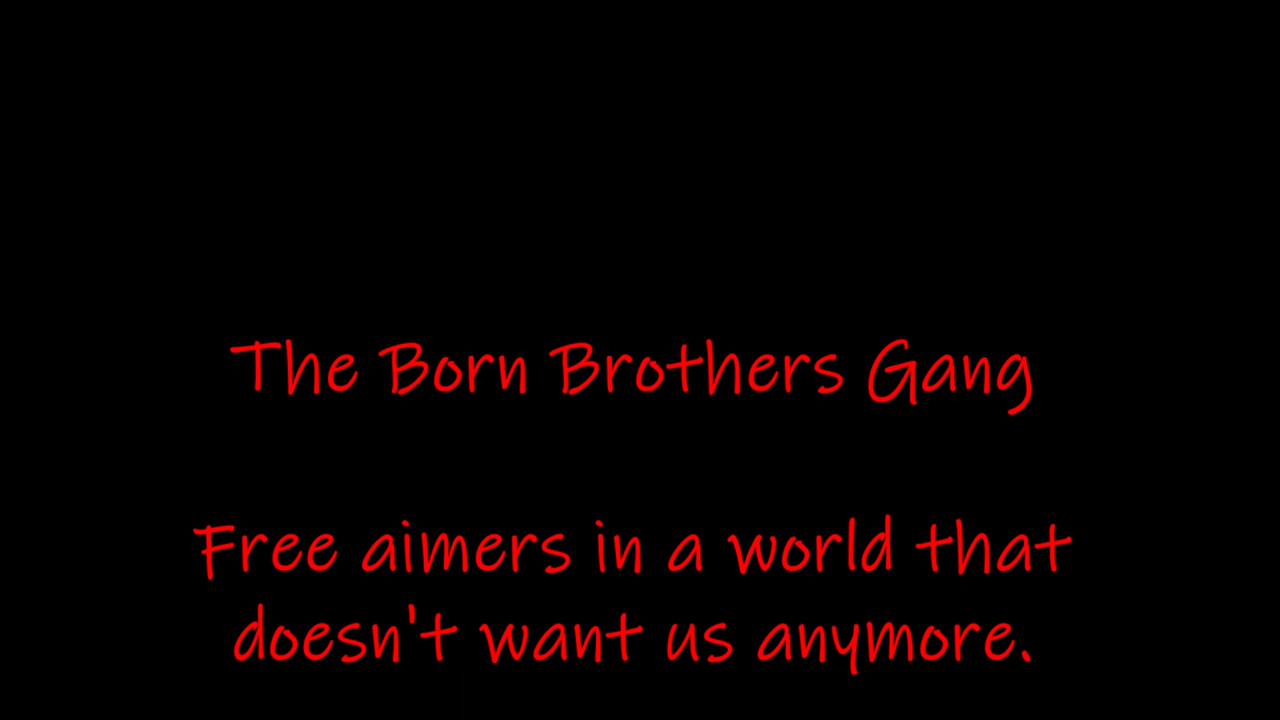 The Born Brothers Gang
Free aimers in a world that
doesn't want us anymore.